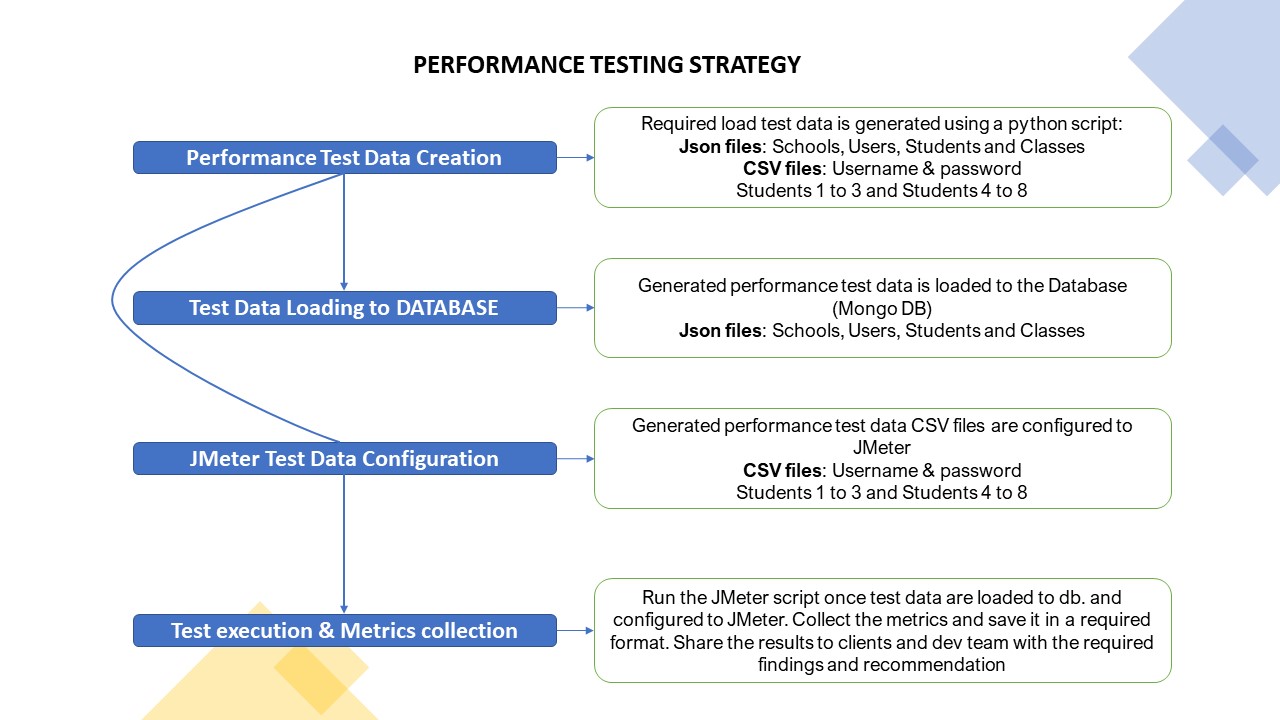 PERFORMANCE TESTING STRATEGY
Performance Test Data Creation
Required load test data is generated using a python script:
Json files: Schools, Users, Students and Classes
CSV files: Username & password
Students 1 to 3 and Students 4 to 8
Test Data Loading to DATABASE
Generated performance test data is loaded to the Database
(Mongo DB)
Json files: Schools, Users, Students and Classes
JMeter Test Data Configuration
Generated performance test data CSV files are configured to
JMeter
CSV files: Username & password
Students 1 to 3 and Students 4 to 8
Test execution & Metrics collection
Run the JMeter script once test data are loaded to db. and
configured to JMeter. Collect the metrics and save it in a required
format. Share the results to clients and dev team with the required
findings and recommendation